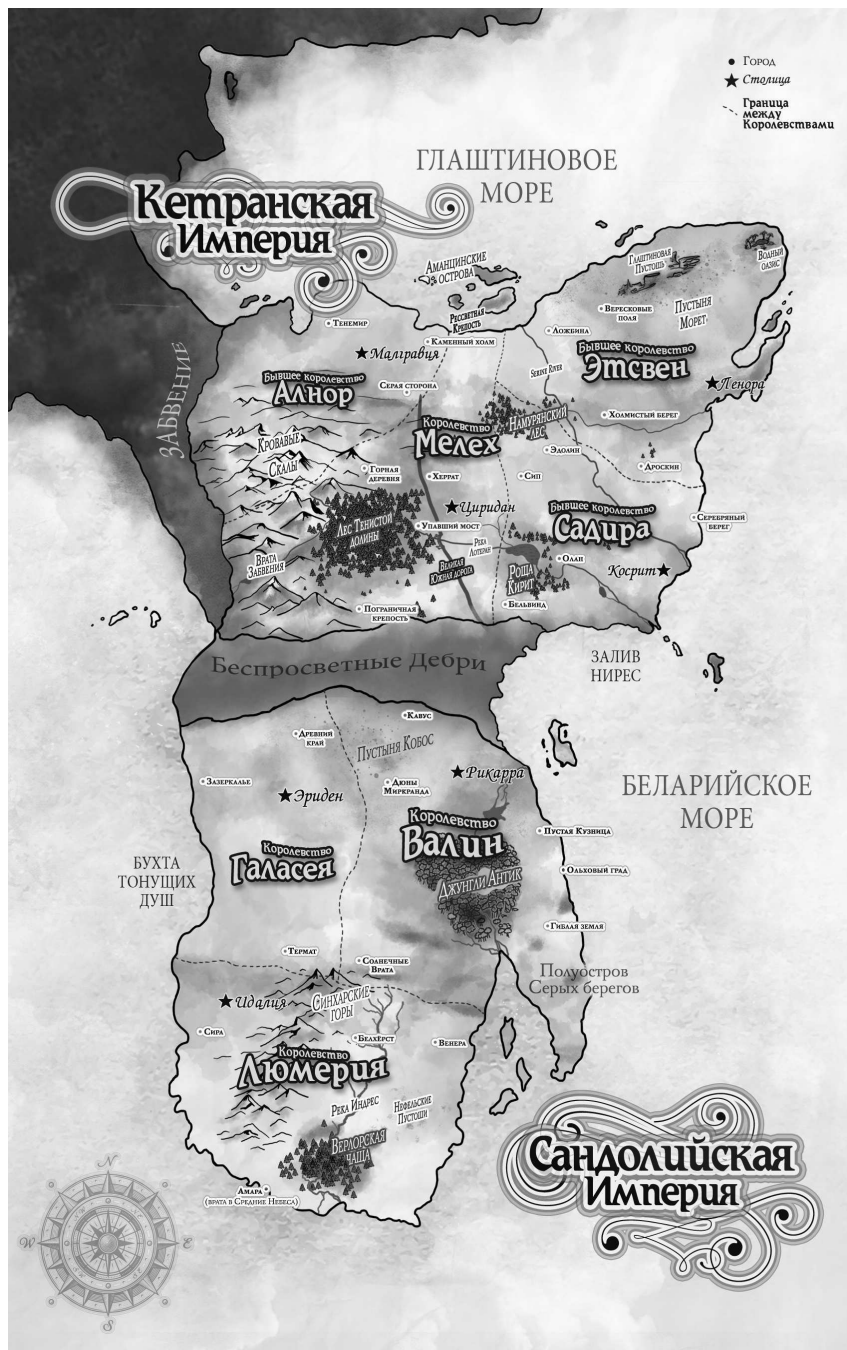 Город
Столица
Граница
между
Королевствами
ГЛАШТИНОВОЕ
МОРЕ
Кетранская
Империя
Аманцинские
острова
Рассветная
Крепость
Глаштиновая
Пустошь
Водный
оазис
Пустыня
Морет
Вересковые
поля
Ложбина
Тенемир
Каменный холм
Малгравия
Бывшее королевство
Этсвен
Serine River
Ленора
ЗАБВЕНИЕ
Бывшее королевство
Алнор
Серая сторона
Холмистый берег
Намурянский
лес
Королевство
Мелех
Кровавые
Скалы
Эдолин
Дроскин
Горная
деревня
Херрат
Сип
Циридан
Бывшее королевство
Садира
Серебряный
берег
Лес Тенистой
долины
Упавший мост
Река
Лотеран
Врата
Забвения
Великая
Южная дорога
Роща
Кирит
Олап
Косрит
Пограничная
крепость
Бельвинд
Беспросветные Дебри
ЗАЛИВ
НИРЕС
Кавус
Древний
край
Пустыня Кобос
Зазеркалье
Эриден
Дюны
Миркранда
Рикарра
БЕЛАРИЙСКОЕ
МОРЕ
Королевство
Валин
Пустая Кузница
Королевство
Галасея
БУХТА
ТОНУЩИХ
ДУШ
Джунгли Антик
Ольховый град
Гиблая земля
Термат
Солнечные
Врата
Полуостров
Серых берегов
Идалия
Синхарские
горы
Сира
Белхёрст
Венера
Королевство
Люмерия
Река Индрес
Нефельские
Пустоши
Верлорская
чаща
Амара
(врата в Средние Небеса)
Сандолийская
Империя
N
W
E
S